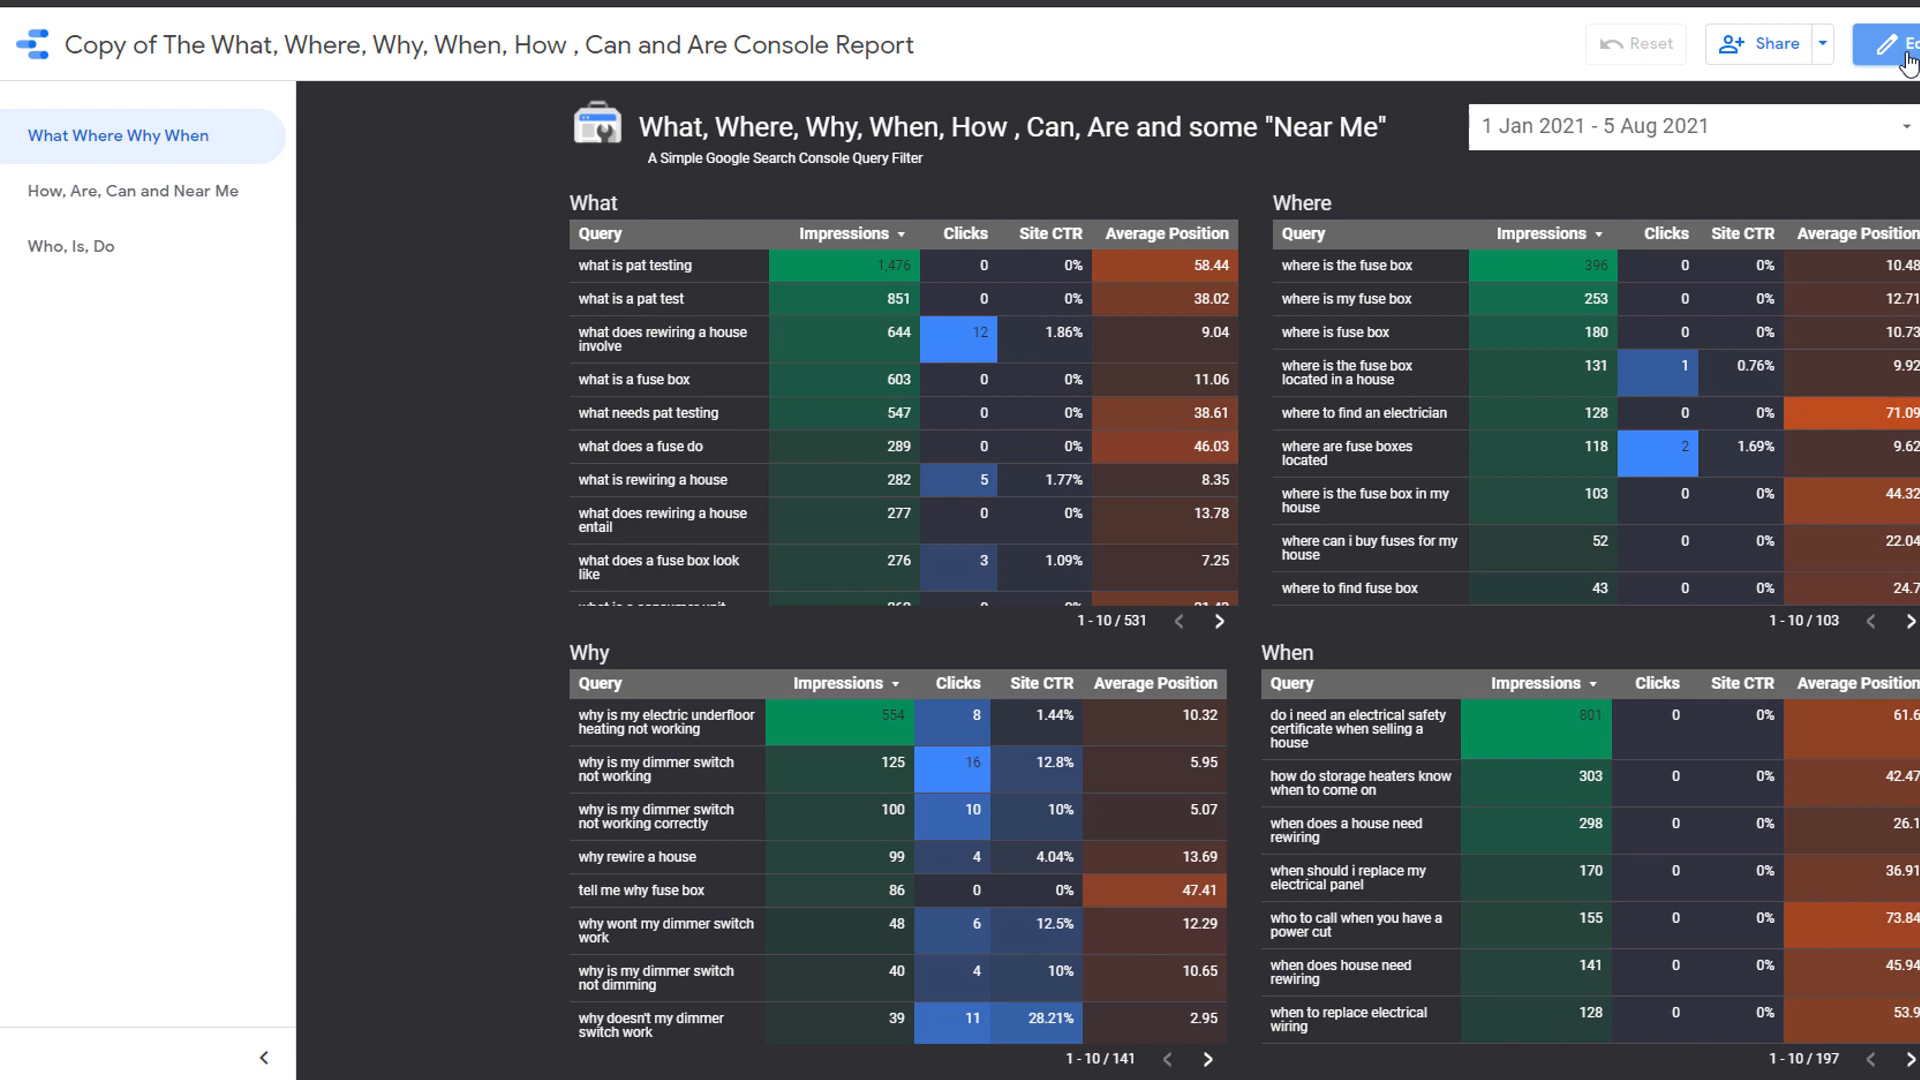 Copy of The What, Where, Why, When, How , Can and Are Console Report
Reset
Share
What Where Why When
How, Are, Can and Near Me
Who, Is, Do
What, Where, Why, When, How , Can, Are and some "Near Me"
A Simple Google Search Console Query Filter
1 Jan 2021 - 5 Aug 2021
What
Query Impressions Clicks Site CTR Average Position
what is pat testing 1,476 0 0% 58.44
what is a pat test 851 0 0% 38.02
what does rewiring a house 644 12 1.86% 9.04
involve
what is a fuse box 603 0 0% 11.06
what needs pat testing 547 0 0% 38.61
what does a fuse do 289 0 0% 46.03
what is rewiring a house 282 5 1.77% 8.35
what does rewiring a house 277 0 0% 13.78
entail
what does a fuse box look 276 3 1.09% 7.25
like
1 - 10 / 531
Where
Query Impressions Clicks Site CTR Average Position
where is the fuse box 396 0 0% 10.48
where is my fuse box 253 0 0% 12.71
where is fuse box 180 0 0% 10.73
where is the fuse box 131 1 0.76% 9.92
located in a house
where to find an electrician 128 0 0% 71.09
where are fuse boxes 118 2 1.69% 9.62
located
where is the fuse box in my 103 0 0% 44.32
house
where can i buy fuses for my 52 0 0% 22.04
house
where to find fuse box 43 0 0% 24.7
1 - 10 / 103
Why
Query Impressions Clicks Site CTR Average Position
why is my electric underfloor 554 8 1.44% 10.32
heating not working
why is my dimmer switch 125 16 12.8% 5.95
not working
why is my dimmer switch 100 10 10% 5.07
not working correctly
why rewire a house 99 4 4.04% 13.69
tell me why fuse box 86 0 0% 47.41
why wont my dimmer switch 48 6 12.5% 12.29
work
why is my dimmer switch 40 4 10% 10.65
not dimming
why doesn't my dimmer 39 11 28.21% 2.95
switch work
1 - 10 / 141
When
Query Impressions Clicks Site CTR Average Position
do i need an electrical safety 801 0 0% 61.6
certificate when selling a
house
how do storage heaters know 303 0 0% 42.47
when to come on
when does a house need 298 0 0% 26.1
rewiring
when should i replace my 170 0 0% 36.91
electrical panel
who to call when you have a 155 0 0% 73.84
power cut
when does house need 141 0 0% 45.94
rewiring
when to replace electrical 128 0 0% 53.9
wiring
1 - 10 / 197